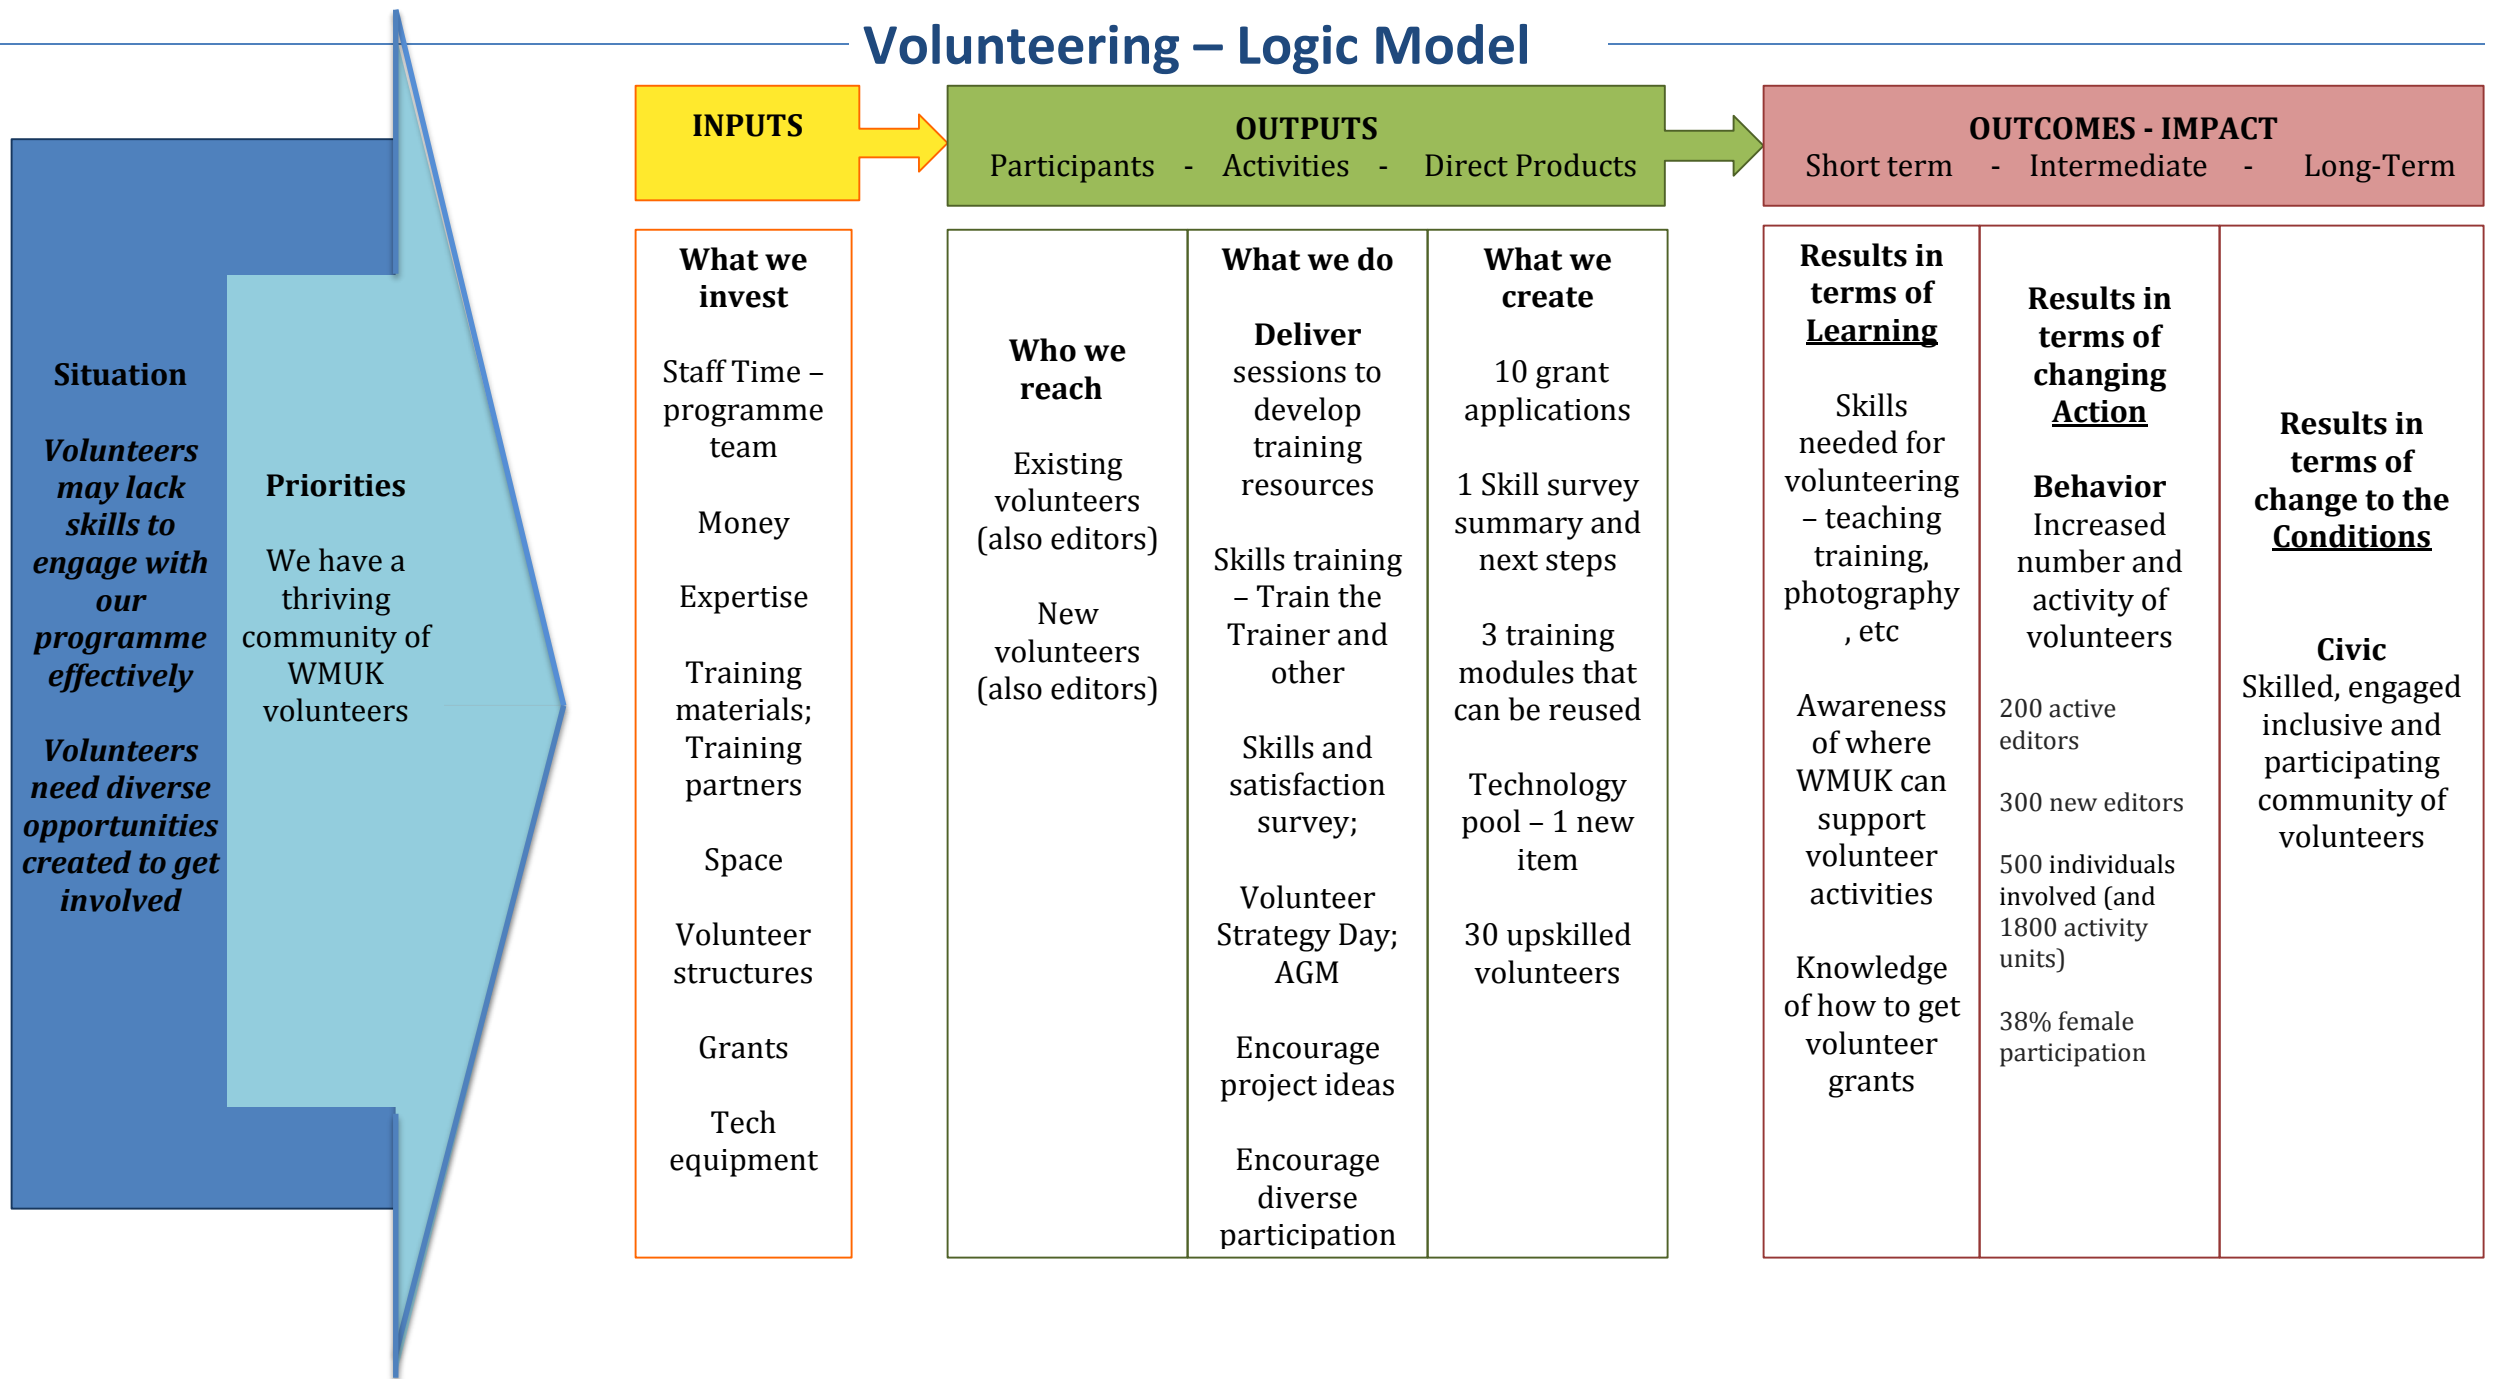 Volunteering – Logic Model
Situation
Volunteers
may lack
skills to
engage with
our
programme
effectively
Volunteers
need diverse
opportunities
created to get
involved
Priorities
We have a
thriving
community of
WMUK
volunteers
INPUTS
What we
invest
Staff Time –
programme
team
Money
Expertise
Training
materials;
Training
partners
Space
Volunteer
structures
Grants
Tech
equipment
OUTPUTS
Participants - Activities - Direct Products
Who we
reach
Existing
volunteers
(also editors)
New
volunteers
(also editors)
What we do
Deliver
sessions to
develop
training
resources
Skills training
– Train the
Trainer and
other
Skills and
satisfaction
survey;
Volunteer
Strategy Day;
AGM
Encourage
project ideas
Encourage
diverse
participation
What we
create
10 grant
applications
1 Skill survey
summary and
next steps
3 training
modules that
can be reused
Technology
pool – 1 new
item
30 upskilled
volunteers
OUTCOMES - IMPACT
Short term - Intermediate - Long-Term
Results in
terms of
Learning
Skills
needed for
volunteering
– teaching
training,
photography
, etc
Awareness
of where
WMUK can
support
volunteer
activities
Knowledge
of how to get
volunteer
grants
Results in
terms of
changing
Action
Behavior
Increased
number and
activity of
volunteers
200 active
editors
300 new editors
500 individuals
involved (and
1800 activity
units)
38% female
participation
Results in
terms of
change to the
Conditions
Civic
Skilled, engaged
inclusive and
participating
community of
volunteers